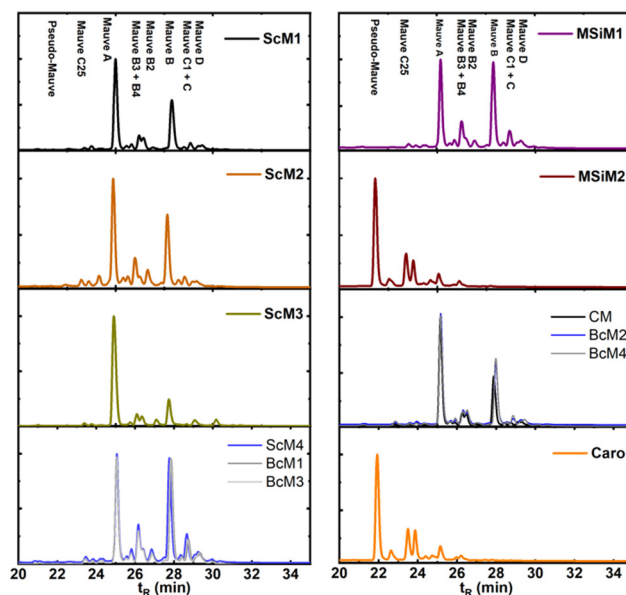 Pseudo-Mauve
Mauve C25
Mauve A
Mauve B3 + B4
Mauve B2
Mauve B
Mauve C1 + C
Mauve D
ScM1
ScM2
ScM3
ScM4
BcM1
BcM3
20 22 24 26 28 30 32 34
tR (min)
Pseudo-Mauve
Mauve C25
Mauve A
Mauve B3 + B4
Mauve B2
Mauve B
Mauve C1 + C
Mauve D
MSiM1
MSiM2
CM
BcM2
BcM4
Caro
20 22 24 26 28 30 32 34
tR (min)